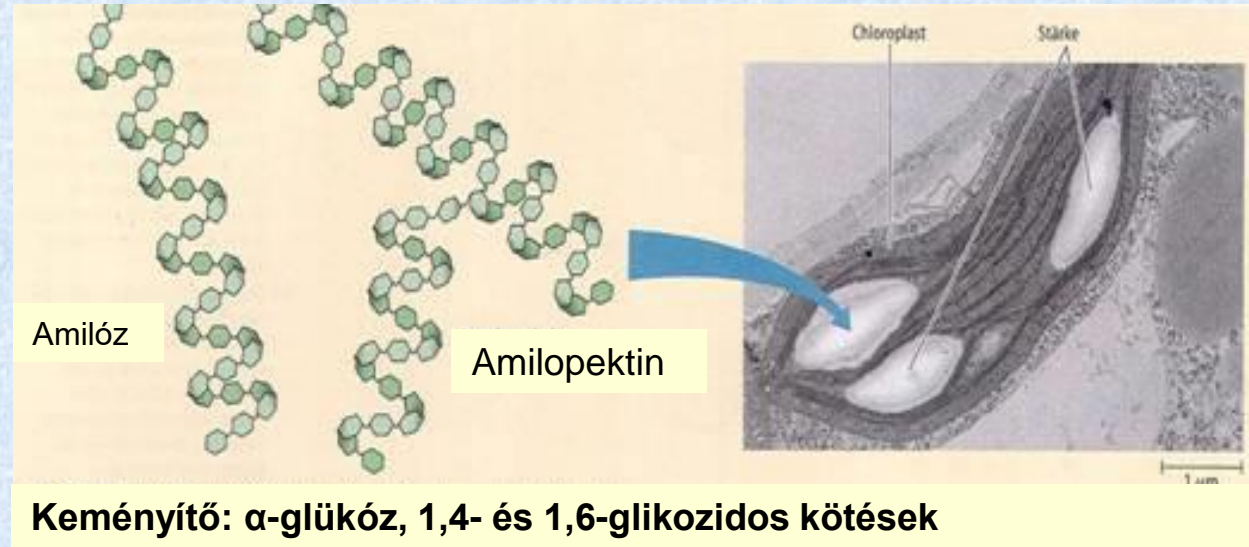 Chloroplast
Stärke
Amilóz
Amilopektin
1 µm
Keményítő: α-glükóz, 1,4- és 1,6-glikozidos kötések